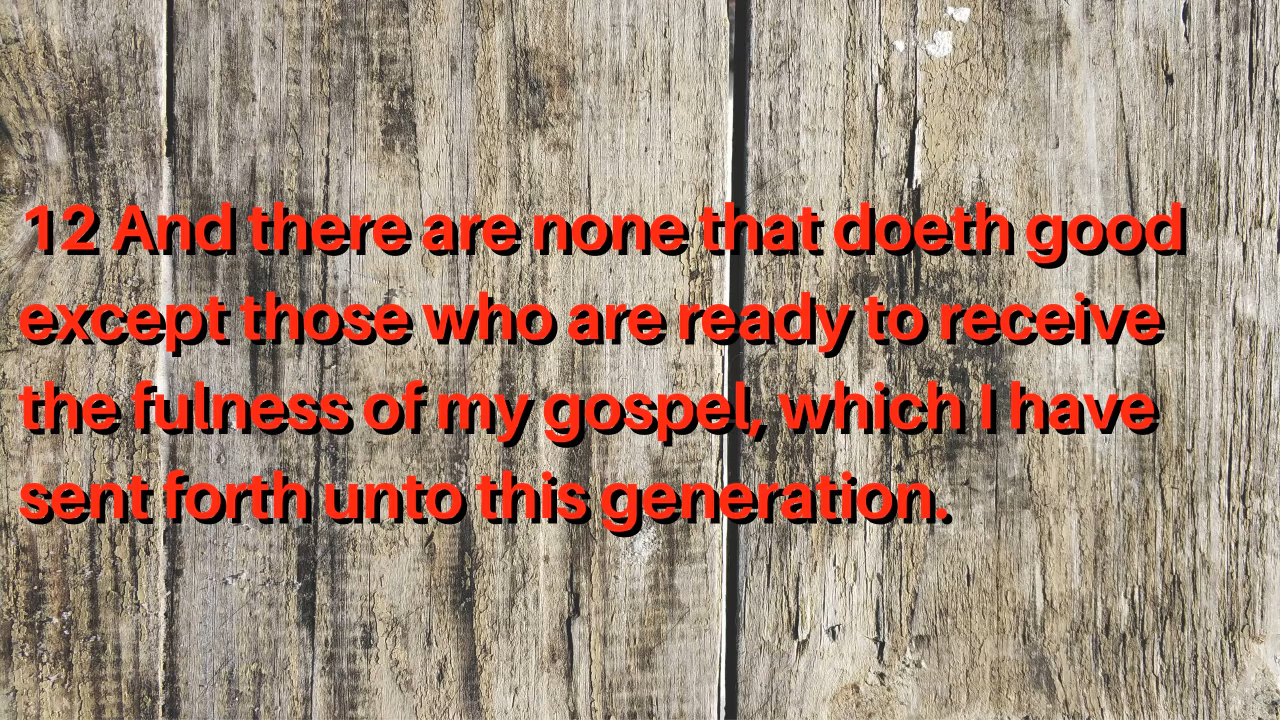 12 And there are none that doeth good
except those who are ready to receive
the fulness of my gospel, which I have
sent forth unto this generation.